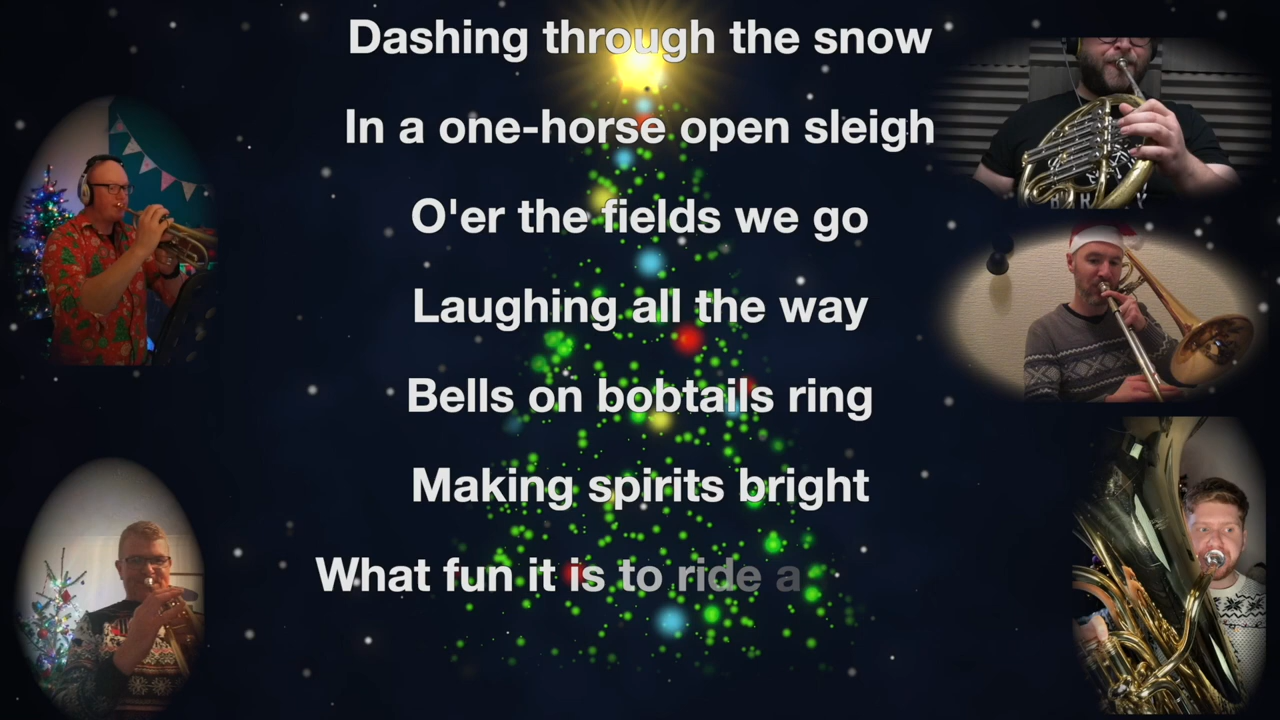 Dashing through the snow
In a one-horse open sleigh
O'er the fields we go
Laughing all the way
Bells on bobtails ring
Making spirits bright
What fun it is to ride a